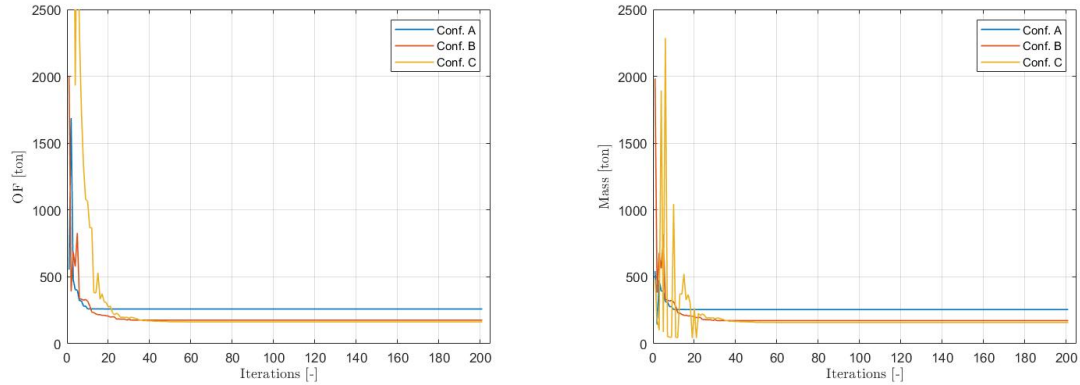 2500
2000
1500
1000
500
0
OF [ton]
0 20 40 60 80 100 120 140 160 180 200
Iterations [-]
Conf. A
Conf. B
Conf. C
2500
2000
1500
1000
500
0
Mass [ton]
0 20 40 60 80 100 120 140 160 180 200
Iterations [-]
Conf. A
Conf. B
Conf. C